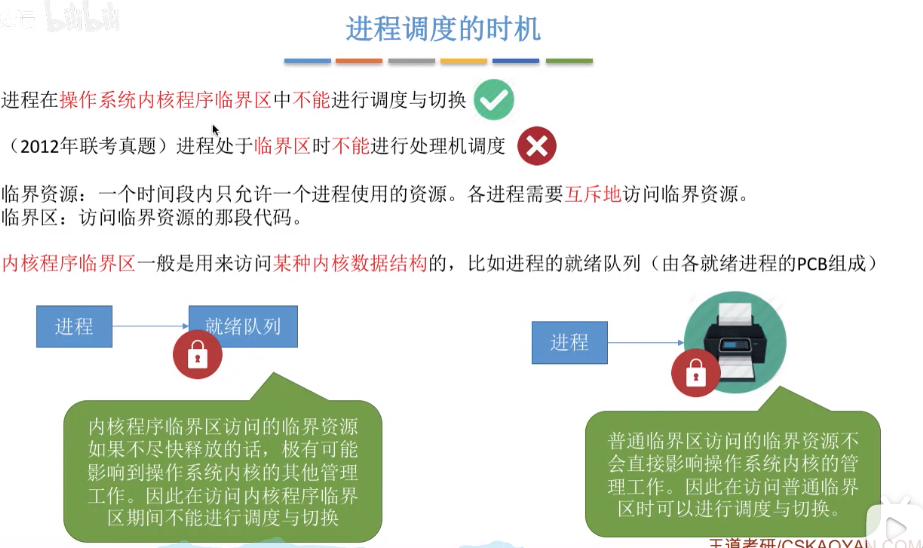 bilibili
进程调度的时机
进程在操作系统内核程序临界区中不能进行调度与切换
（2012年联考真题）进程处于临界区时不能进行处理机调度
临界资源：一个时间段内只允许一个进程使用的资源。各进程需要互斥地访问临界资源。
临界区：访问临界资源的那段代码。
内核程序临界区一般是用来访问某种内核数据结构的，比如进程的就绪队列（由各就绪进程的PCB组成）
进程
就绪队列
进程
内核程序临界区访问的临界资源
如果不尽快释放的话，极有可能
影响到操作系统内核的其他管理
工作。因此在访问内核程序临界
区期间不能进行调度与切换
普通临界区访问的临界资源不
会直接影响操作系统内核的管
理工作。因此在访问普通临界
区时可以进行调度与切换。
王道考研/CSKAOYAN.COM